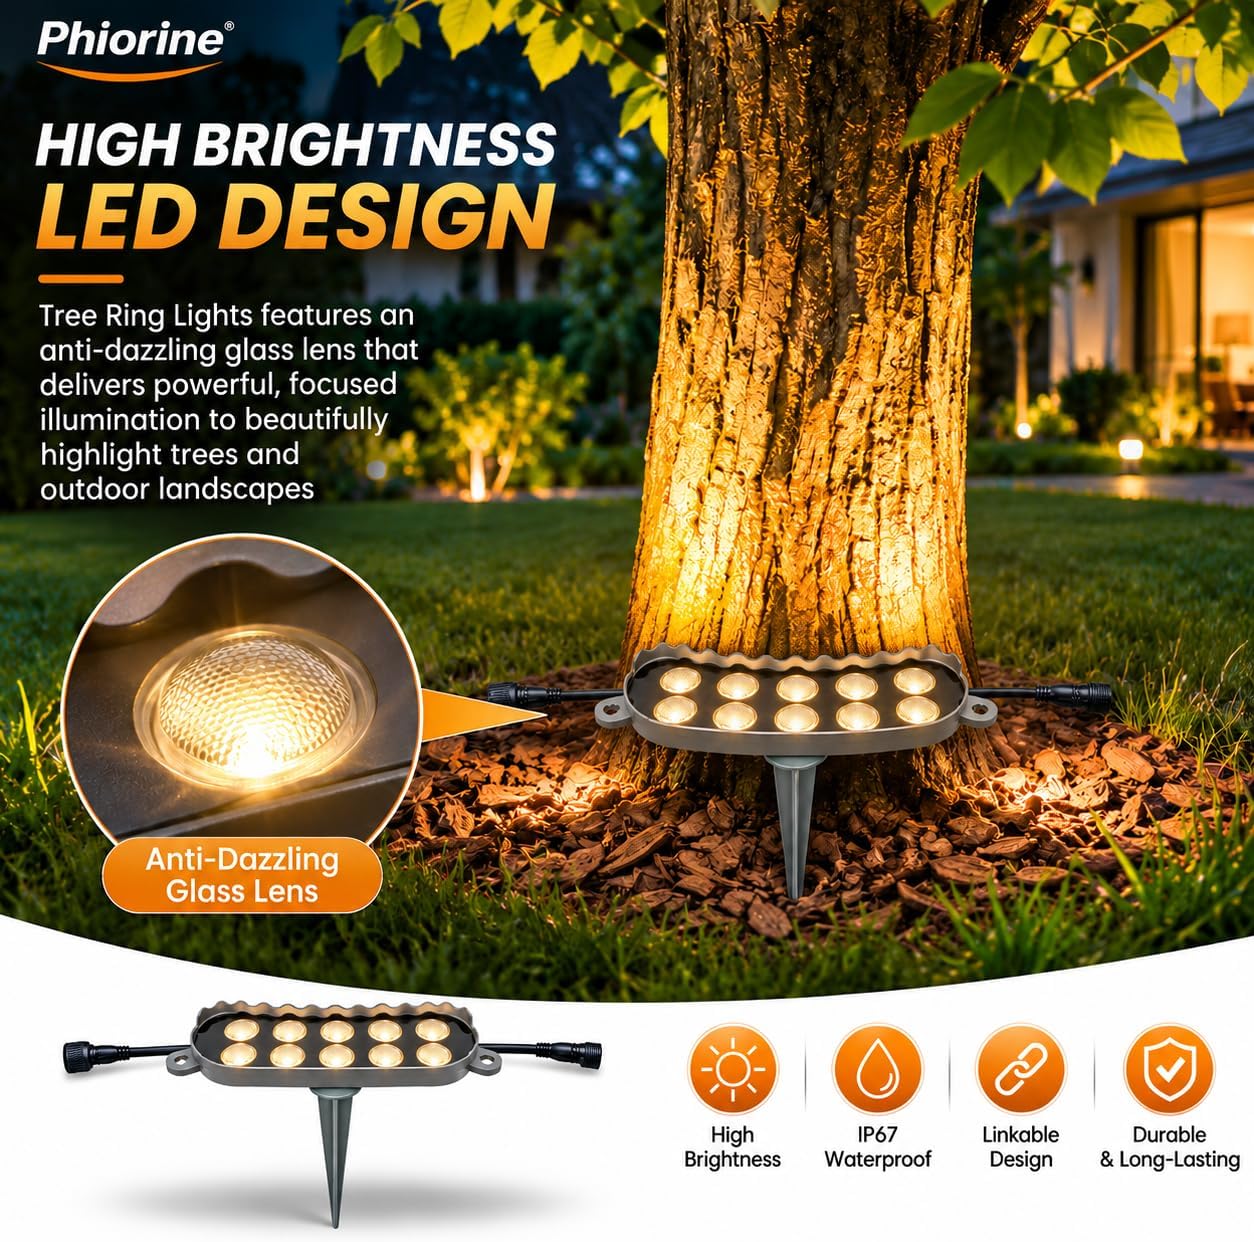 Phiorine®
HIGH BRIGHTNESS
LED DESIGN
Tree Ring Lights features an
anti-dazzling glass lens that
delivers powerful, focused
illumination to beautifully
highlight trees and
outdoor landscapes
Anti-Dazzling
Glass Lens
High
Brightness
IP67
Waterproof
Linkable
Design
Durable
& Long-Lasting